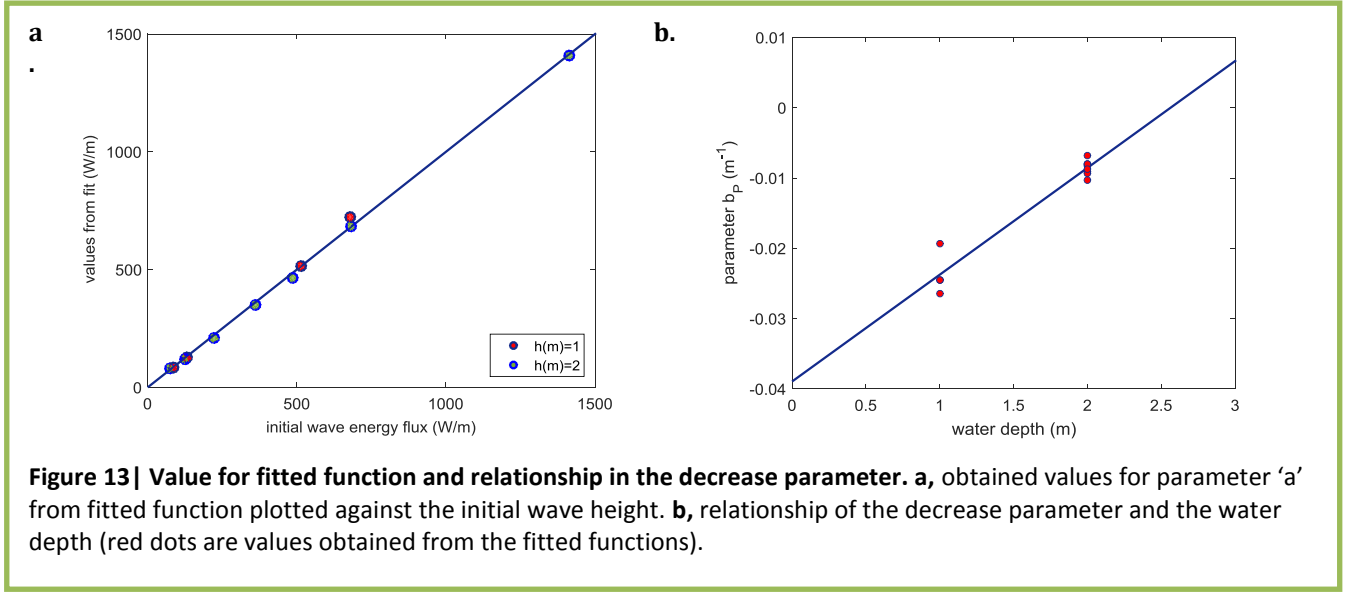 a
.
1500
1000
500
0
values from fit (W/m)
h(m)=1
h(m)=2
0
500
1000
1500
initial wave energy flux (W/m)
b.
0.01
0
-0.01
-0.02
-0.03
-0.04
parameter b_P (m^-1)
0
0.5
1
1.5
2
2.5
3
water depth (m)
Figure 13| Value for fitted function and relationship in the decrease parameter. a, obtained values for parameter ‘a’
from fitted function plotted against the initial wave height. b, relationship of the decrease parameter and the water
depth (red dots are values obtained from the fitted functions).